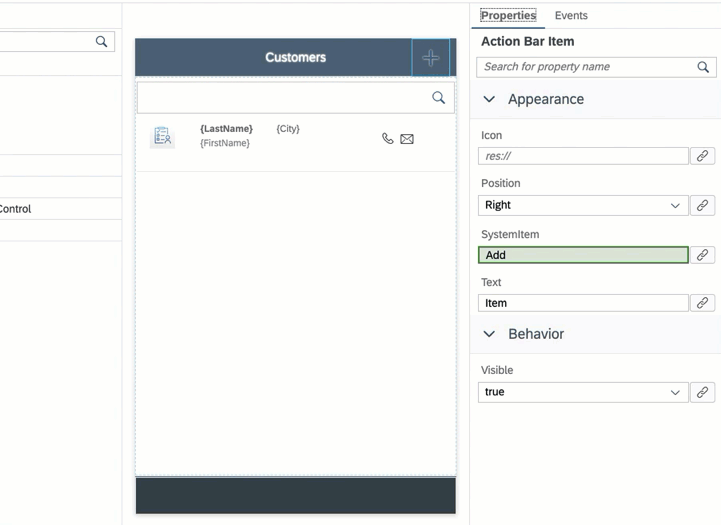 Control
Customers
{LastName} {City}
{FirstName}
Properties Events
Action Bar Item
Search for property name
Appearance
Icon
res://
Position
Right
SystemItem
Add
Text
Item
Behavior
Visible
true